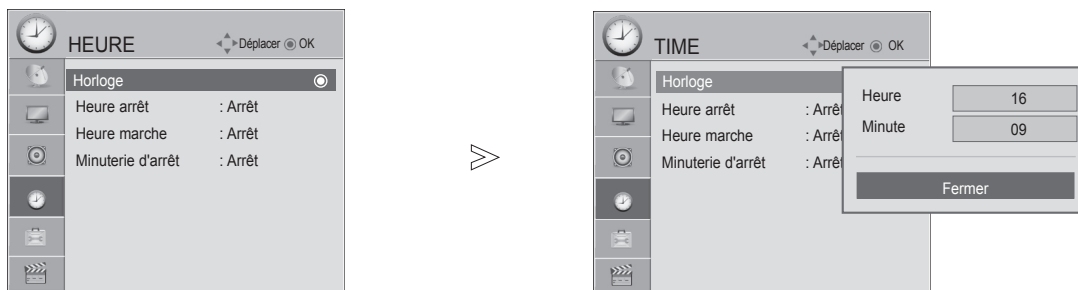 HEURE
Déplacer OK
Horloge
Heure arrêt : Arrêt
Heure marche : Arrêt
Minuterie d'arrêt : Arrêt
TIME
Déplacer OK
Horloge
Heure arrêt : Arrêt
Heure marche : Arrêt
Minuterie d'arrêt : Arrêt
Heure 16
Minute 09
Fermer